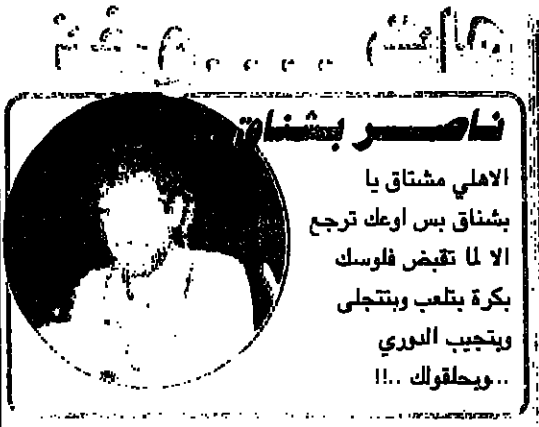 ناصر بشناق
الاهلي مشتاق يا
بشناق بس اوعك ترجع
الا لما تقبض فلوسك
بكرة بتلعب وبتتجلى
وبتجيب الدوري
..ويحلقولك ..!!